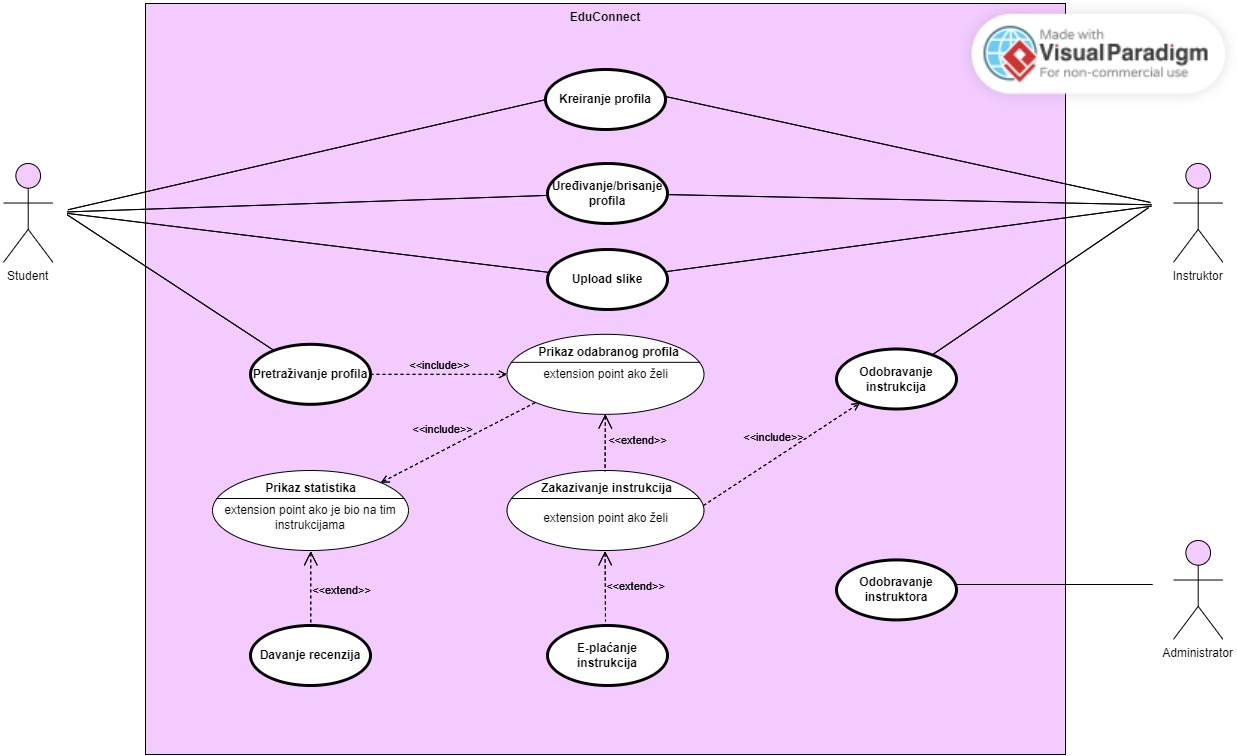 EduConnect
Made with
VisualParadigm
For non-commercial use
Kreiranje profila
Uređivanje/brisanje
profila
Student
Instruktor
Upload slike
Pretraživanje profila
<<include>>
Prikaz odabranog profila
extension point ako želi
Odobravanje
instrukcija
<<include>>
<<extend>>
<<include>>
Prikaz statistika
extension point ako je bio na tim
instrukcijama
Zakazivanje instrukcija
extension point ako želi
<<extend>>
<<extend>>
Odobravanje
instruktora
Davanje recenzija
E-plaćanje
instrukcija
Administrator